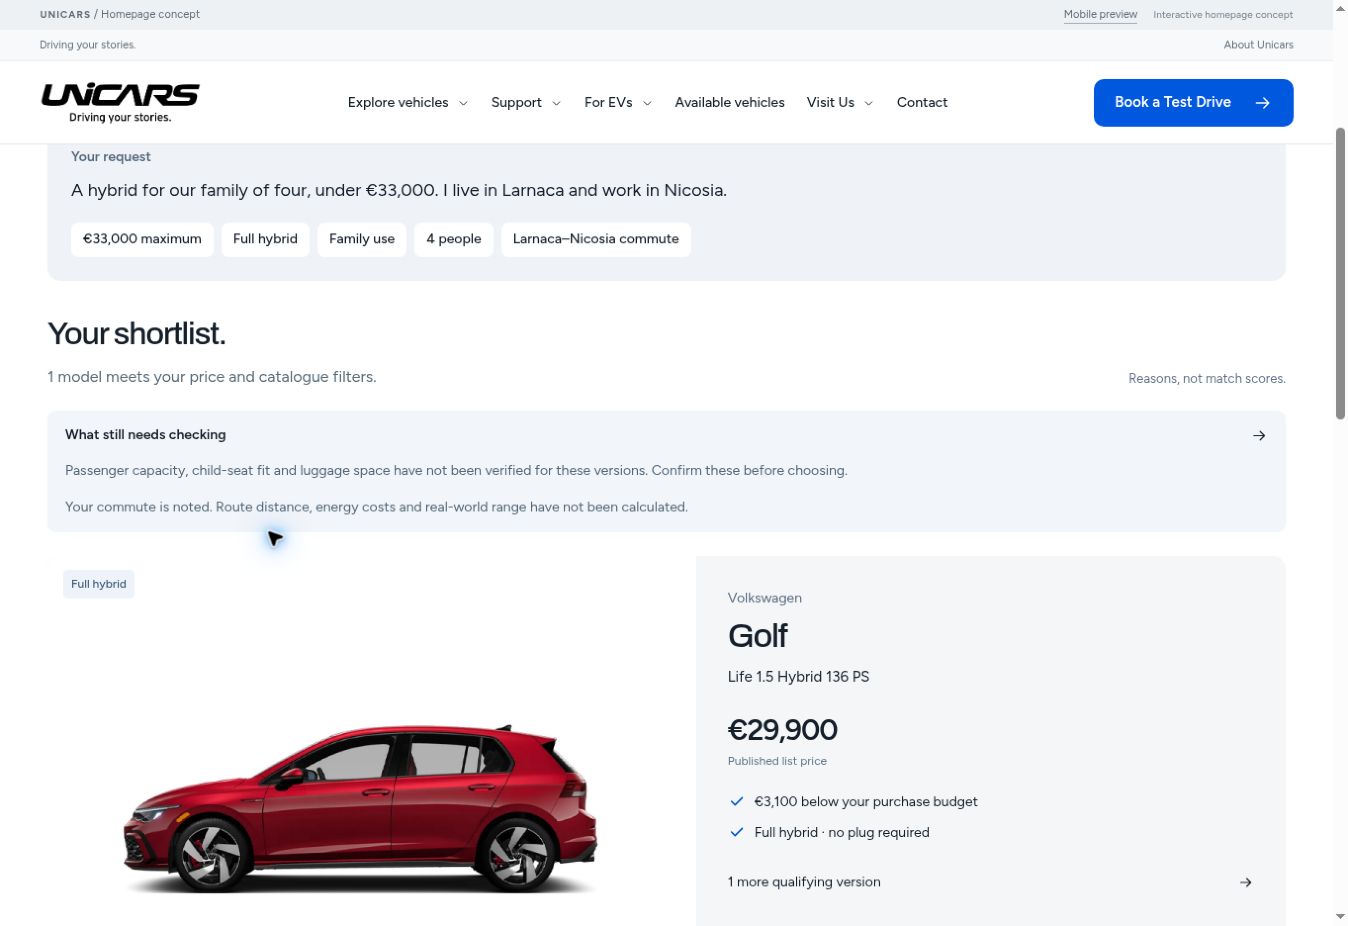 UNICARS / Homepage concept
Mobile preview
Interactive homepage concept
Driving your stories.
About Unicars
UNiCARS
Driving your stories.
Explore vehicles
Support
For EVs
Available vehicles
Visit Us
Contact
Book a Test Drive
Your request
A hybrid for our family of four, under €33,000. I live in Larnaca and work in Nicosia.
€33,000 maximum
Full hybrid
Family use
4 people
Larnaca–Nicosia commute
Your shortlist.
1 model meets your price and catalogue filters.
Reasons, not match scores.
What still needs checking
Passenger capacity, child-seat fit and luggage space have not been verified for these versions. Confirm these before choosing.
Your commute is noted. Route distance, energy costs and real-world range have not been calculated.
Full hybrid
Volkswagen
Golf
Life 1.5 Hybrid 136 PS
€29,900
Published list price
€3,100 below your purchase budget
Full hybrid · no plug required
1 more qualifying version